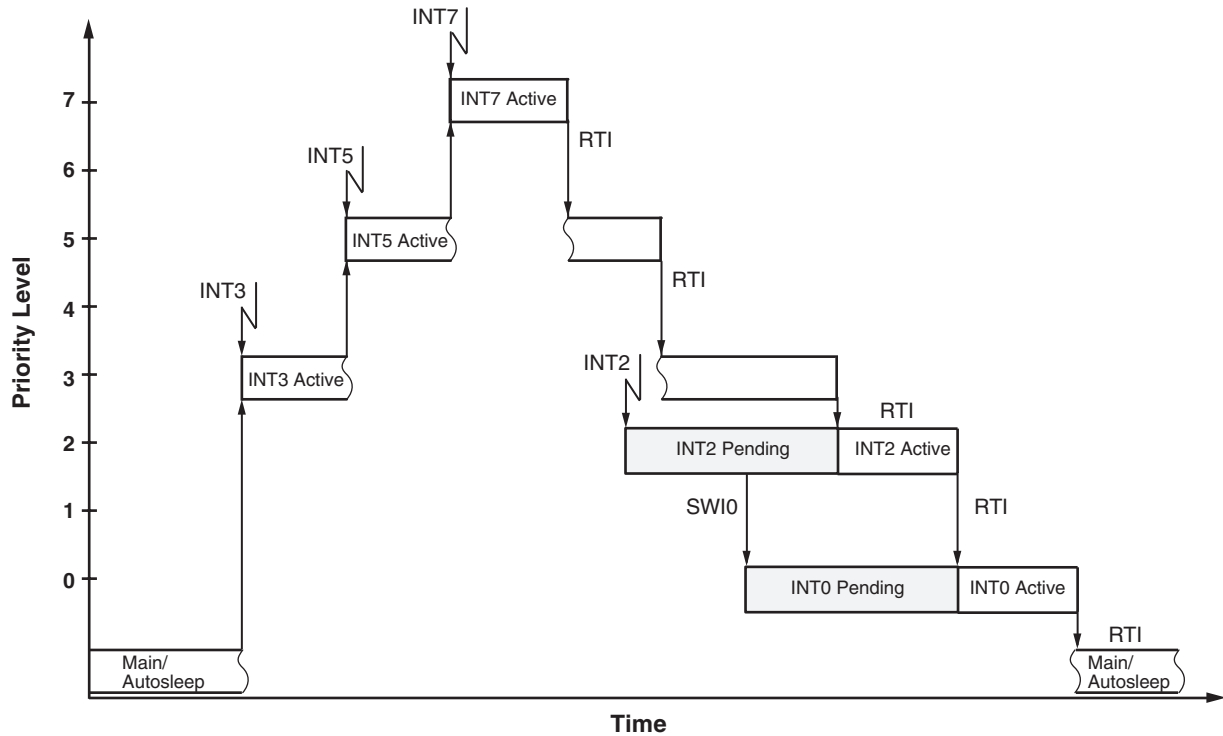 INT7
7
INT7 Active
RTI
INT5
6
5
INT5 Active
RTI
INT3
4
INT2
3
INT3 Active
RTI
2
INT2 Pending
INT2 Active
1
SWI0
RTI
0
INT0 Pending
INT0 Active
RTI
Main/
Autosleep
Main/
Autosleep
Priority Level
Time